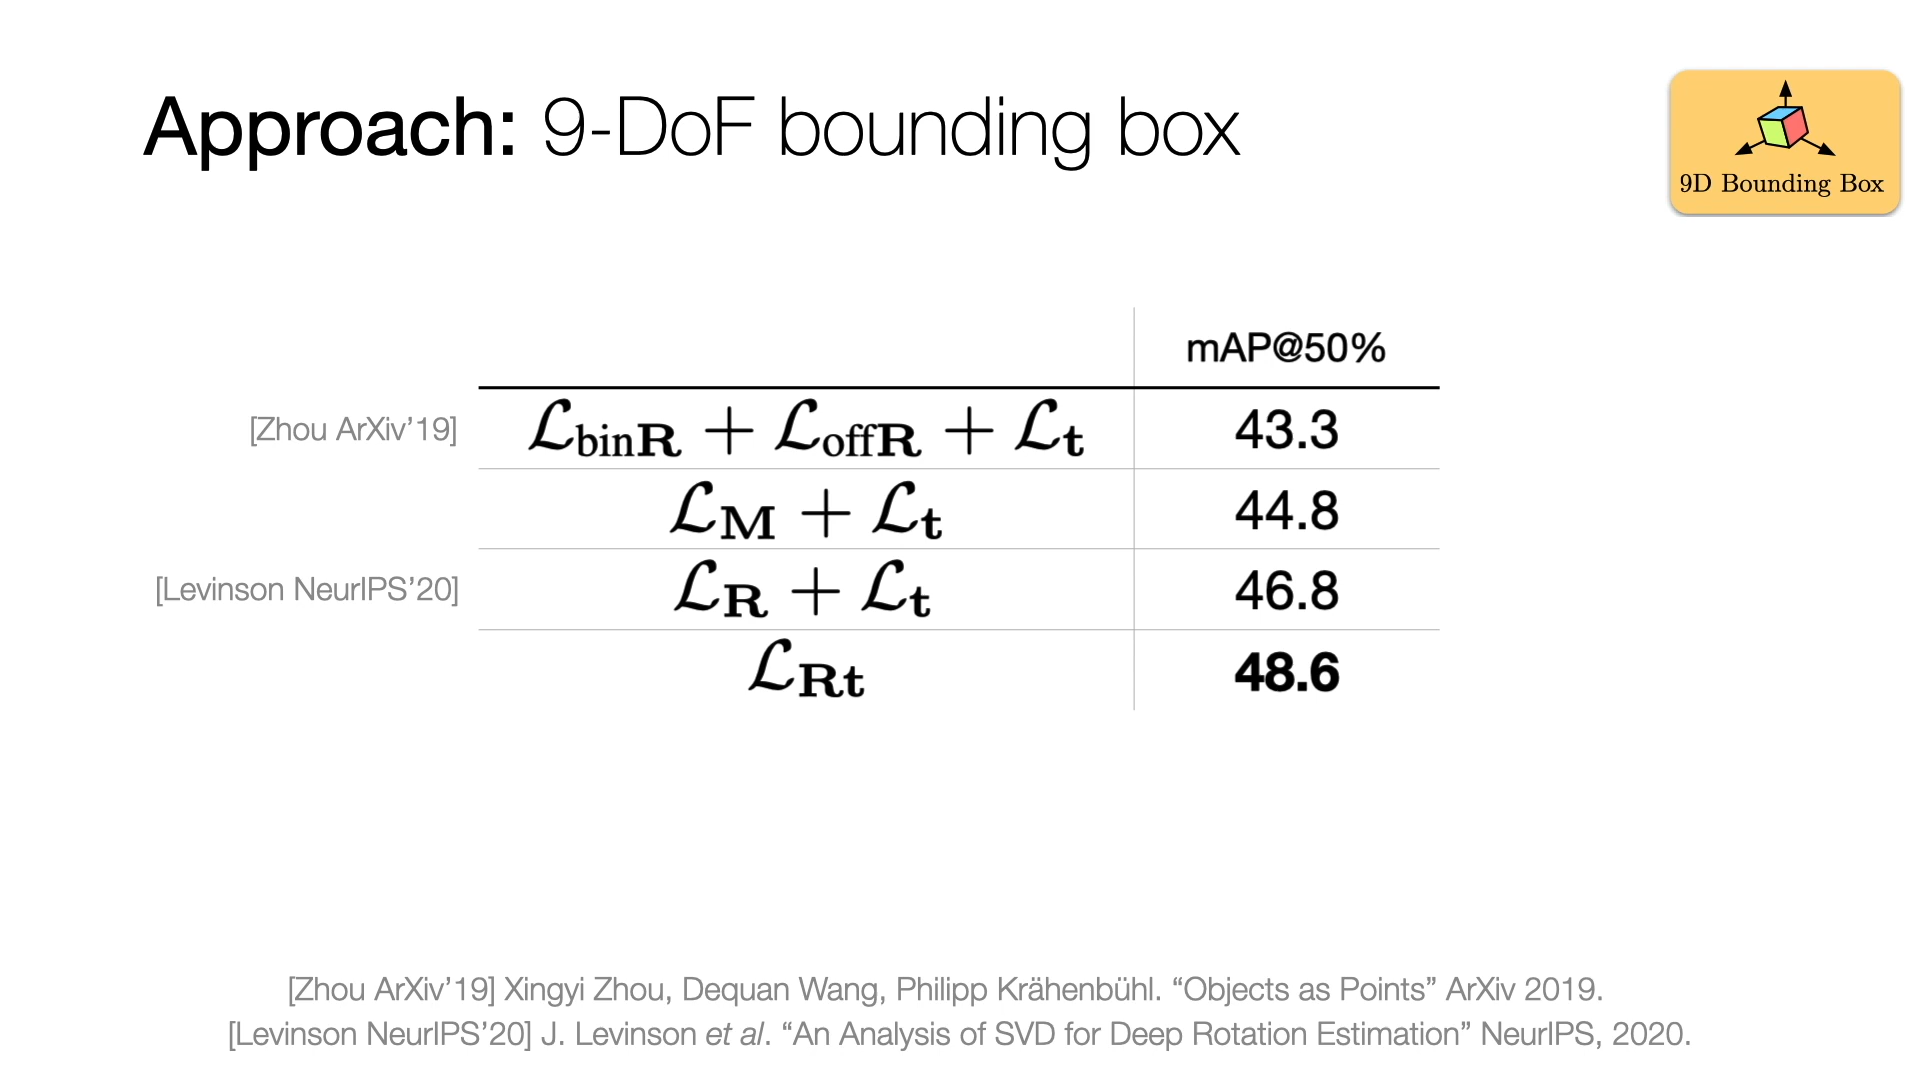 Approach: 9-DoF bounding box
9D Bounding Box
mAP@50%
[Zhou ArXiv’19] ℒbinR + ℒoffR + ℒt 43.3
ℒM + ℒt 44.8
[Levinson NeurIPS’20] ℒR + ℒt 46.8
ℒRt 48.6
[Zhou ArXiv’19] Xingyi Zhou, Dequan Wang, Philipp Krähenbühl. “Objects as Points” ArXiv 2019.
[Levinson NeurIPS’20] J. Levinson et al. “An Analysis of SVD for Deep Rotation Estimation” NeurIPS, 2020.